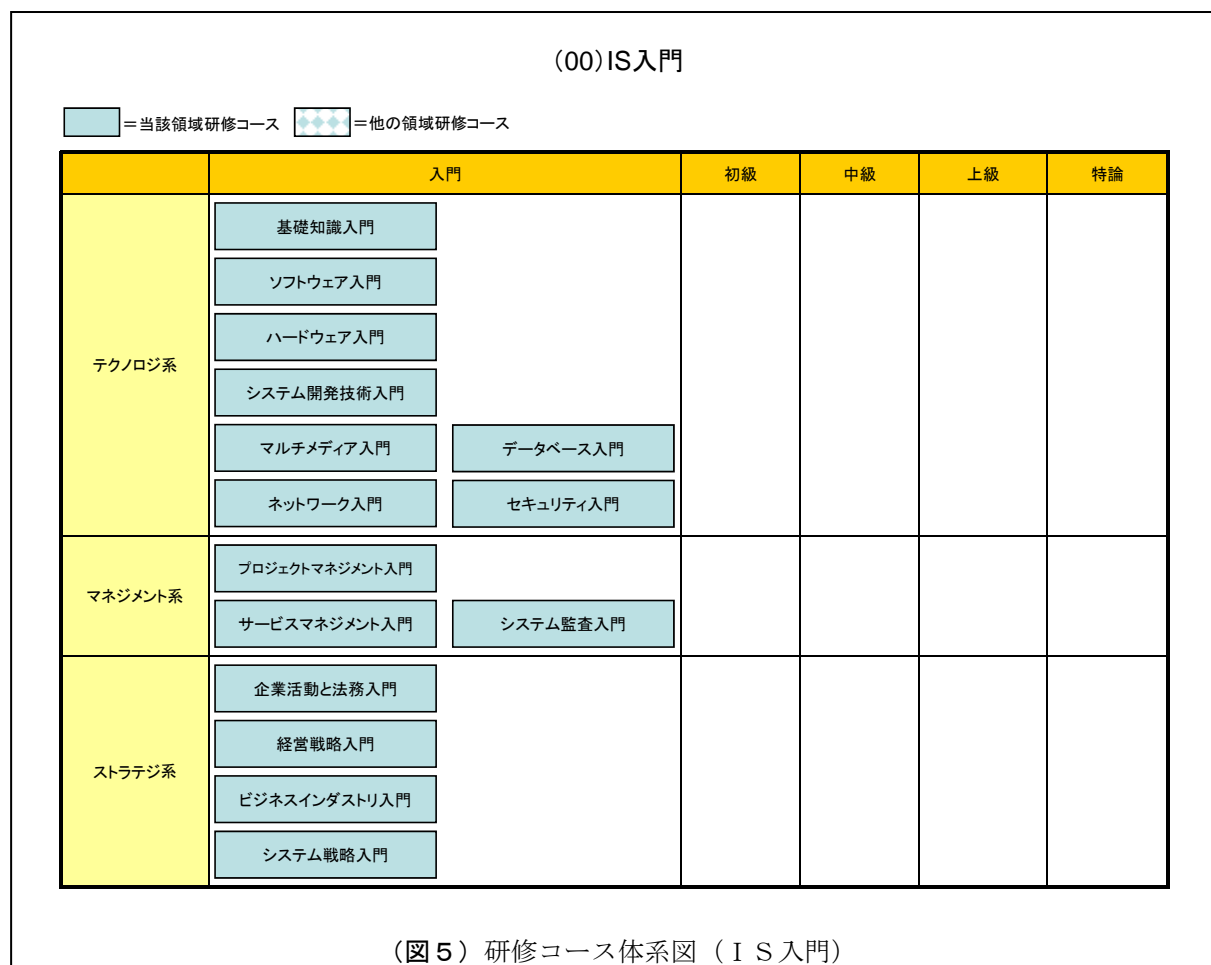 (00)IS入門
=当該領域研修コース =他の領域研修コース
入門 初級 中級 上級 特論
テクノロジ系
基礎知識入門
ソフトウェア入門
ハードウェア入門
システム開発技術入門
マルチメディア入門 データベース入門
ネットワーク入門 セキュリティ入門
マネジメント系
プロジェクトマネジメント入門
サービスマネジメント入門 システム監査入門
ストラテジ系
企業活動と法務入門
経営戦略入門
ビジネスインダストリ入門
システム戦略入門
(図5)研修コース体系図(IS入門)